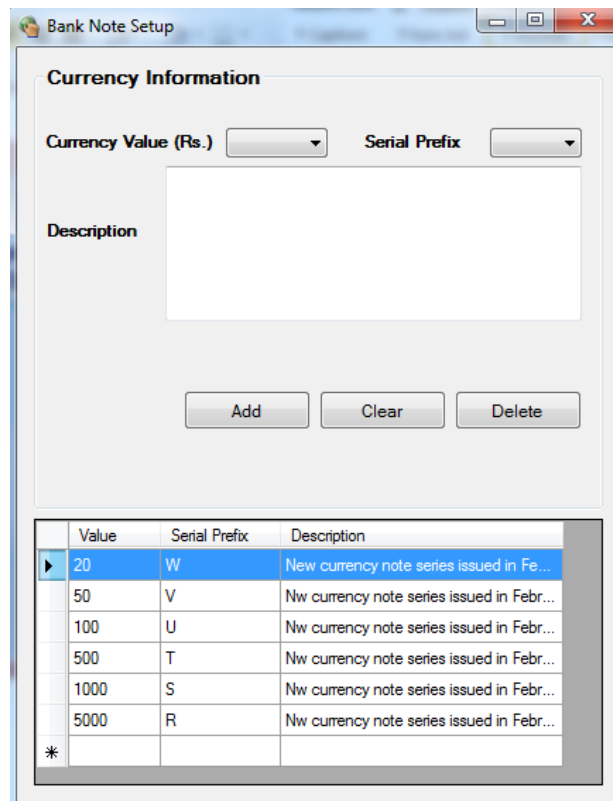 Bank Note Setup
Currency Information
Currency Value (Rs.) Serial Prefix
Description
Add Clear Delete
Value Serial Prefix Description
20 W New currency note series issued in Fe...
50 V Nw currency note series issued in Febr...
100 U Nw currency note series issued in Febr...
500 T Nw currency note series issued in Febr...
1000 S Nw currency note series issued in Febr...
5000 R Nw currency note series issued in Febr...